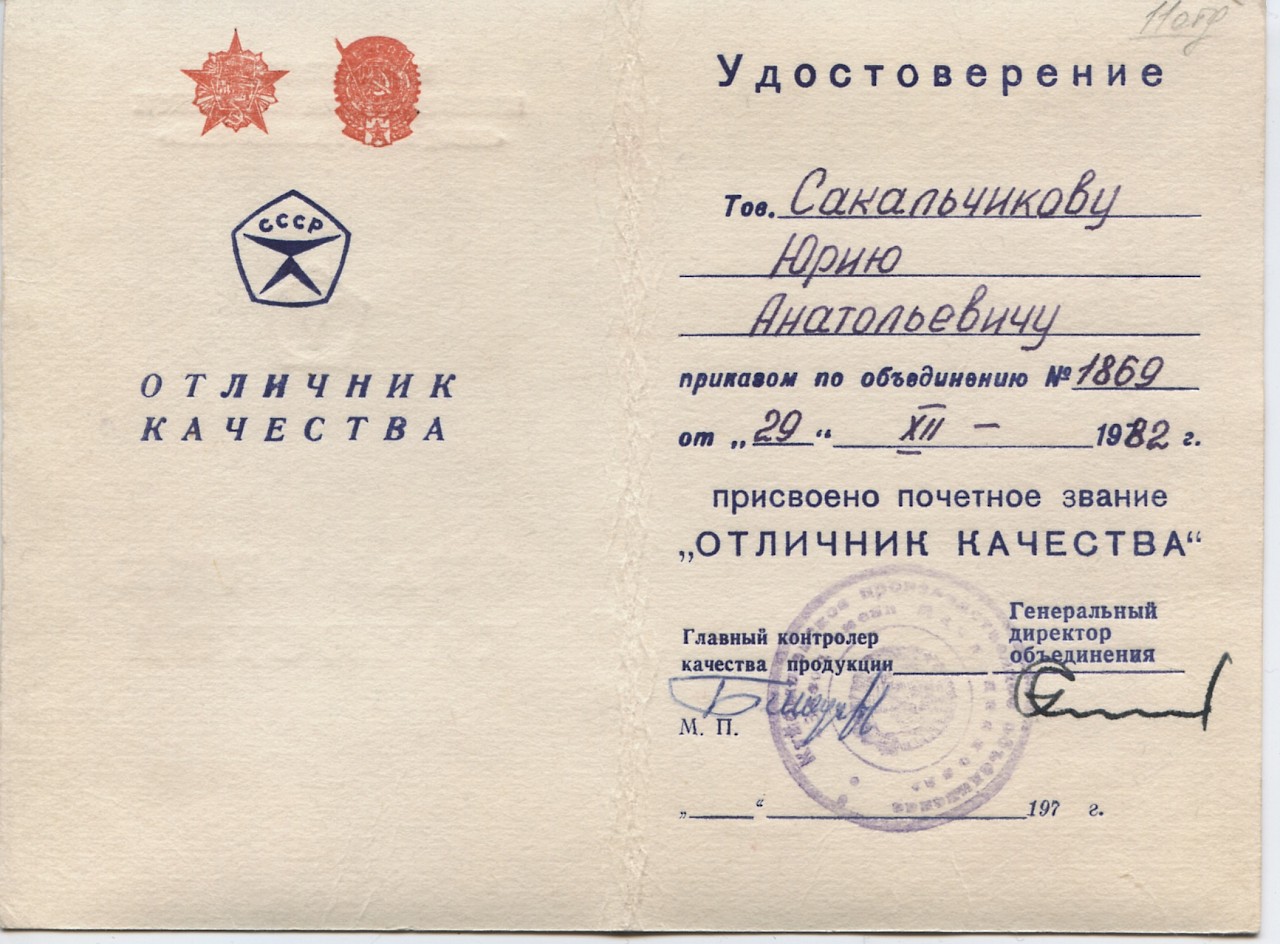 СССР
ОТЛИЧНИК
КАЧЕСТВА
Удостоверение
Тов. Сакальчикову
Юрию
Анатольевичу
приказом по объединению № 1869
от „29“ XII – 1982 г.
присвоено почетное звание
„ОТЛИЧНИК КАЧЕСТВА“
Главный контролер
качества продукции
Генеральный
директор
объединения
М. П.
„ “ 197 г.